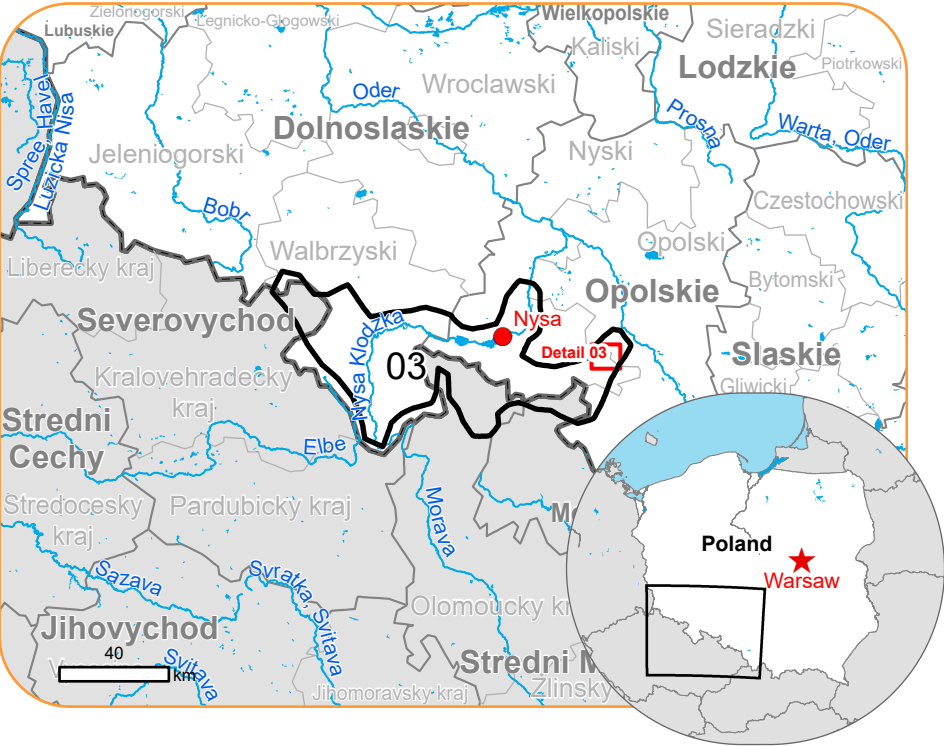 Zielonogorski
Lubuskie
Legnicko-Glogowski
Wielkopolskie
Kaliski
Sieradzki
Lodzkie
Piotrkowski
Spree, Havel
Luzicka Nisa
Oder
Wroclawski
Dolnoslaskie
Jeleniogorski
Prosna
Warta, Oder
Nyski
Bobr
Czestochowski
Walbrzyski
Opolski
Liberecky kraj
Bytomski
Opolskie
Severovychod
Nysa Klodzka
Nysa
Detail 03
03
Slaskie
Gliwicki
Kralovehradecky
kraj
Stredni
Cechy
Elbe
Stredocesky
kraj
Pardubicky kraj
Morava
Poland
Warsaw
Sazava
Svratka, Svitava
Olomoucky
Jihovychod
Stredni
Zlinsky
40
km
Svitava
Jihomoravsky kraj